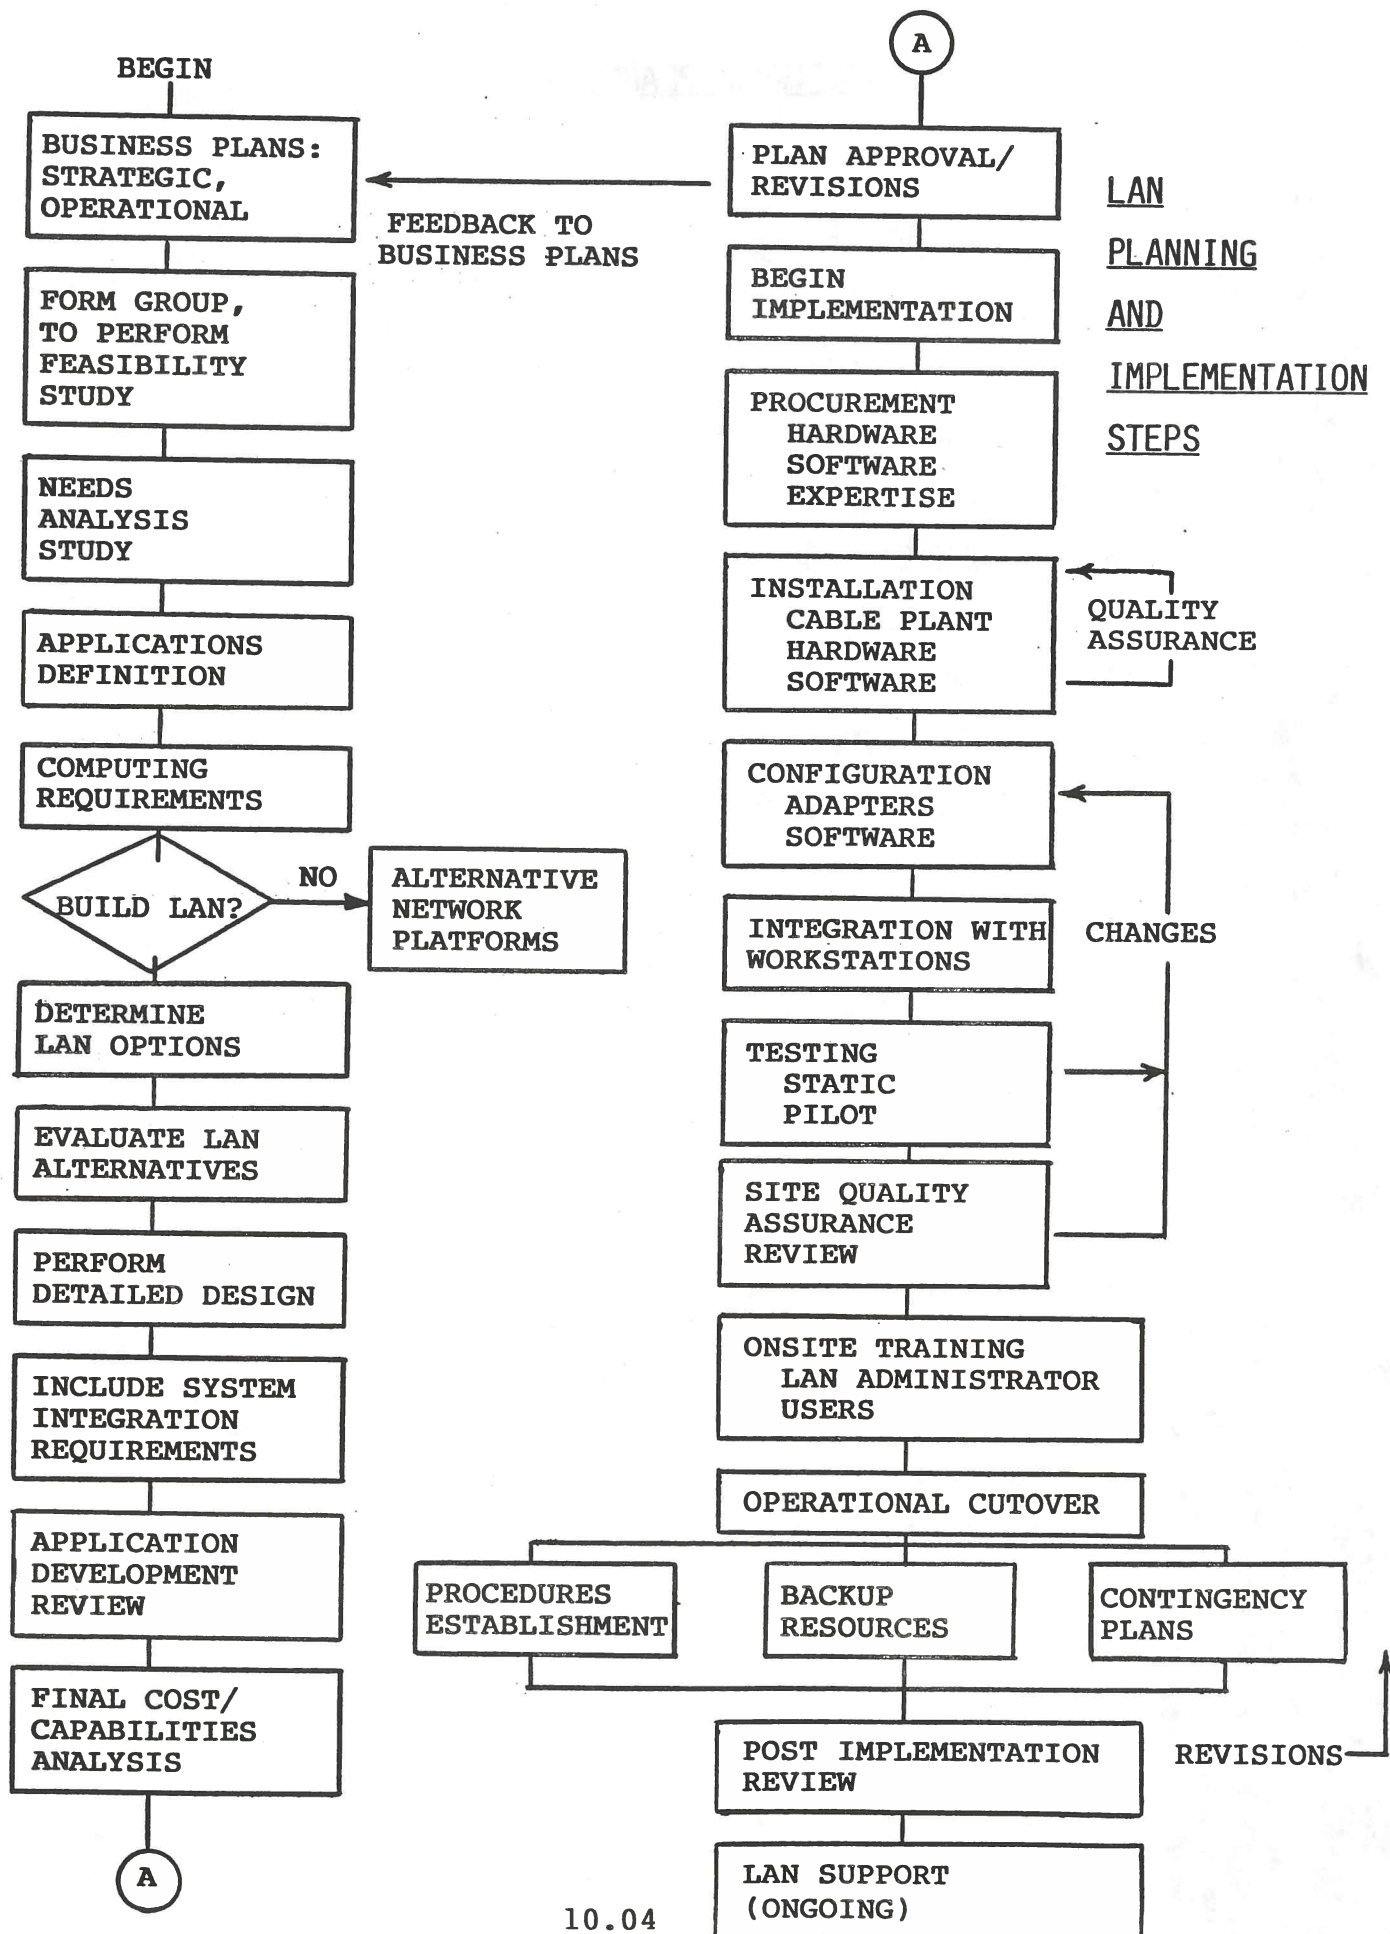 BEGIN
BUSINESS PLANS:
STRATEGIC,
OPERATIONAL
FEEDBACK TO
BUSINESS PLANS
FORM GROUP,
TO PERFORM
FEASIBILITY
STUDY
NEEDS
ANALYSIS
STUDY
APPLICATIONS
DEFINITION
COMPUTING
REQUIREMENTS
BUILD LAN?
NO
ALTERNATIVE
NETWORK
PLATFORMS
DETERMINE
LAN OPTIONS
EVALUATE LAN
ALTERNATIVES
PERFORM
DETAILED DESIGN
INCLUDE SYSTEM
INTEGRATION
REQUIREMENTS
APPLICATION
DEVELOPMENT
REVIEW
FINAL COST/
CAPABILITIES
ANALYSIS
A
A
PLAN APPROVAL/
REVISIONS
LAN
PLANNING
AND
IMPLEMENTATION
STEPS
BEGIN
IMPLEMENTATION
PROCUREMENT
HARDWARE
SOFTWARE
EXPERTISE
INSTALLATION
CABLE PLANT
HARDWARE
SOFTWARE
QUALITY
ASSURANCE
CONFIGURATION
ADAPTERS
SOFTWARE
INTEGRATION WITH
WORKSTATIONS
CHANGES
TESTING
STATIC
PILOT
SITE QUALITY
ASSURANCE
REVIEW
ONSITE TRAINING
LAN ADMINISTRATOR
USERS
OPERATIONAL CUTOVER
PROCEDURES
ESTABLISHMENT
BACKUP
RESOURCES
CONTINGENCY
PLANS
POST IMPLEMENTATION
REVIEW
REVISIONS
LAN SUPPORT
(ONGOING)
10.04